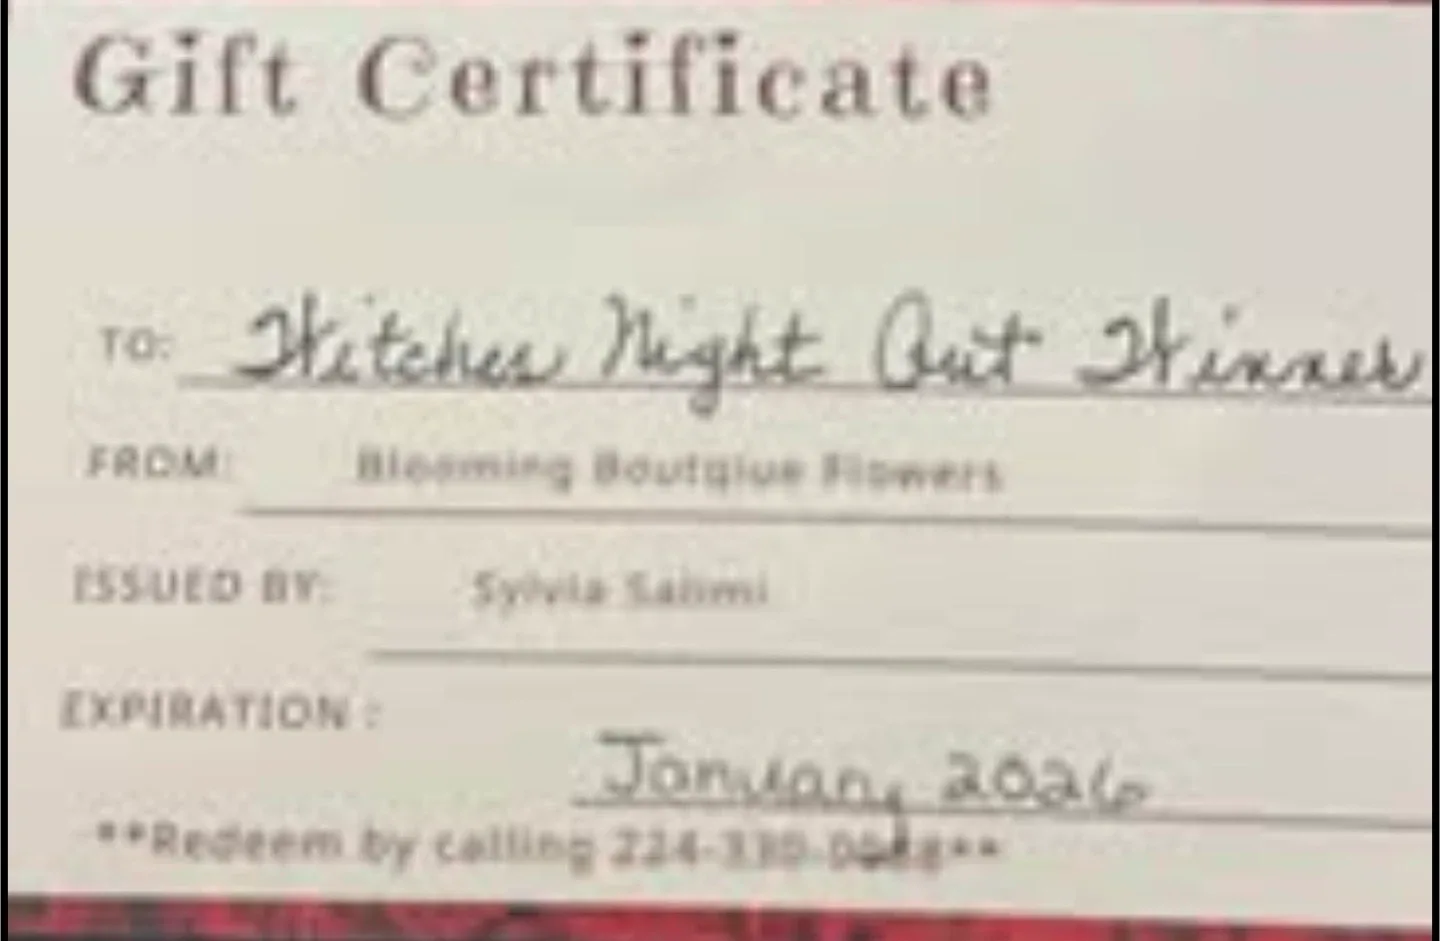 Gift Certificate
TO: Witches Night Out Winner
FROM: Blooming Boutqiue Flowers
ISSUED BY: Sylvia Salimi
EXPIRATION :
January 2026
**Redeem by calling